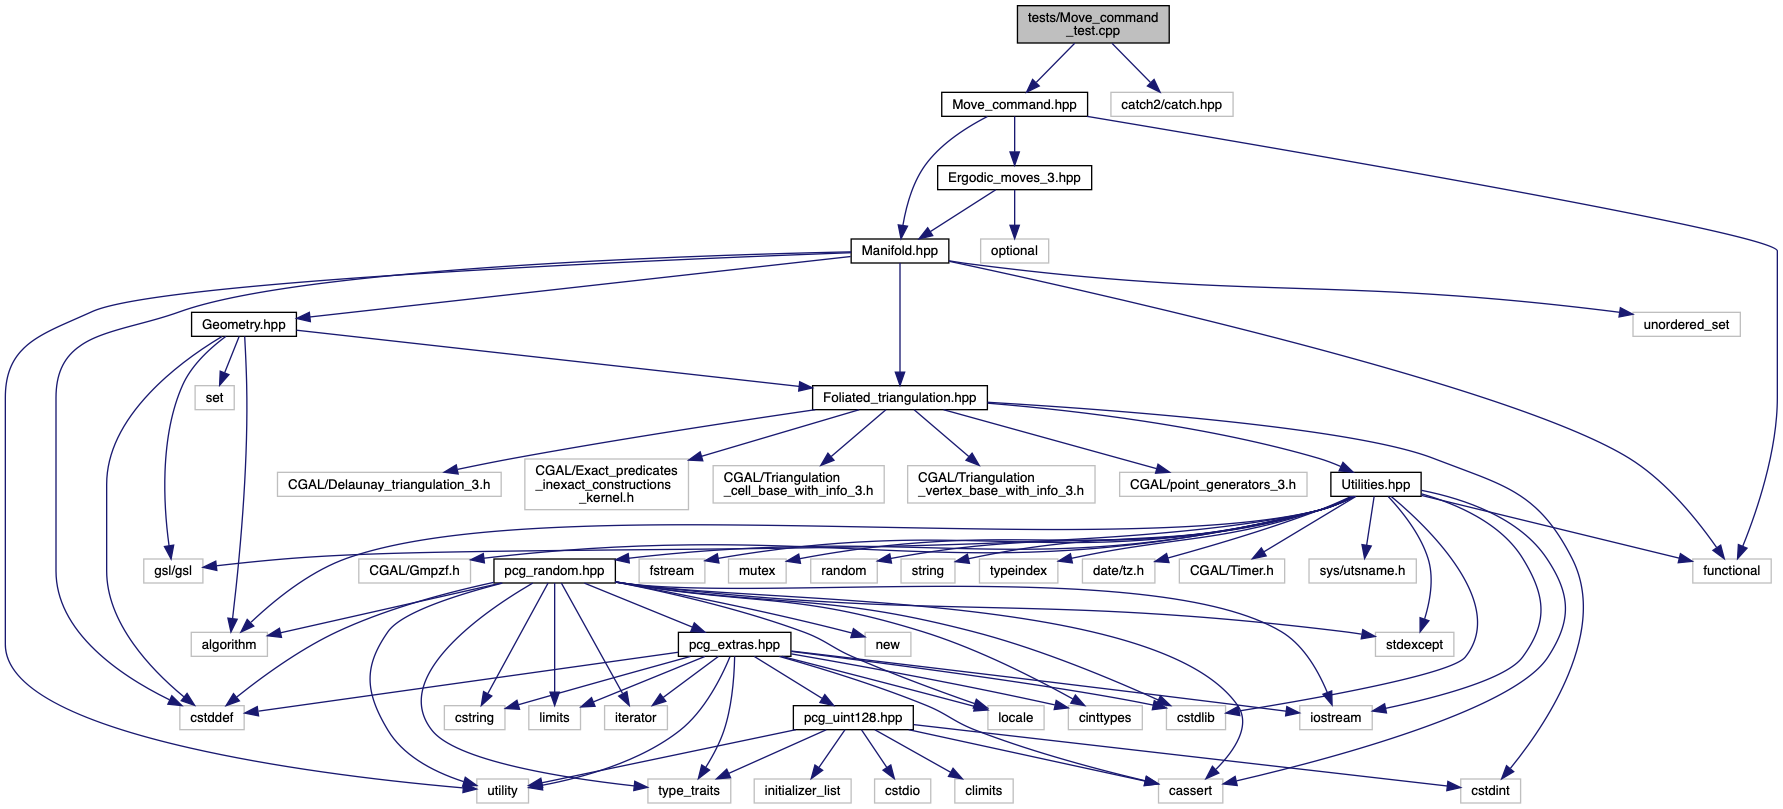 tests/Move_command
_test.cpp
Move_command.hpp
catch2/catch.hpp
Ergodic_moves_3.hpp
Manifold.hpp
optional
Geometry.hpp
unordered_set
set
Foliated_triangulation.hpp
CGAL/Delaunay_triangulation_3.h
CGAL/Exact_predicates
_inexact_constructions
_kernel.h
CGAL/Triangulation
_cell_base_with_info_3.h
CGAL/Triangulation
_vertex_base_with_info_3.h
CGAL/point_generators_3.h
Utilities.hpp
gsl/gsl
CGAL/Gmpzf.h
pcg_random.hpp
fstream
mutex
random
string
typeindex
date/tz.h
CGAL/Timer.h
sys/utsname.h
functional
algorithm
pcg_extras.hpp
new
stdexcept
cstddef
cstring
limits
iterator
pcg_uint128.hpp
locale
cinttypes
cstdlib
iostream
utility
type_traits
initializer_list
cstdio
climits
cassert
cstdint